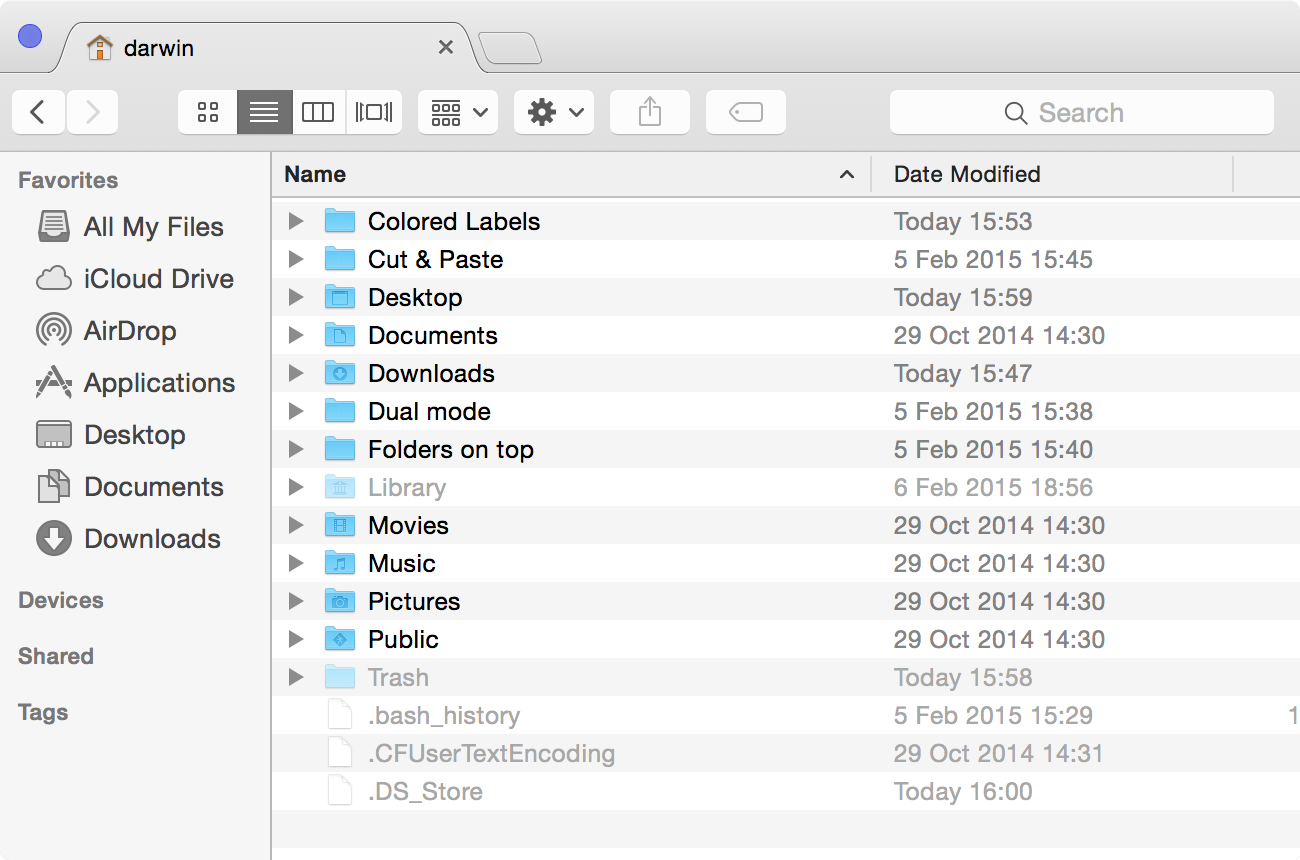 darwin
Search
Favorites
All My Files
iCloud Drive
AirDrop
Applications
Desktop
Documents
Downloads
Devices
Shared
Tags
Name Date Modified
Colored Labels Today 15:53
Cut & Paste 5 Feb 2015 15:45
Desktop Today 15:59
Documents 29 Oct 2014 14:30
Downloads Today 15:47
Dual mode 5 Feb 2015 15:38
Folders on top 5 Feb 2015 15:40
Library 6 Feb 2015 18:56
Movies 29 Oct 2014 14:30
Music 29 Oct 2014 14:30
Pictures 29 Oct 2014 14:30
Public 29 Oct 2014 14:30
Trash Today 15:58
.bash_history 5 Feb 2015 15:29 1
.CFUserTextEncoding 29 Oct 2014 14:31
.DS_Store Today 16:00